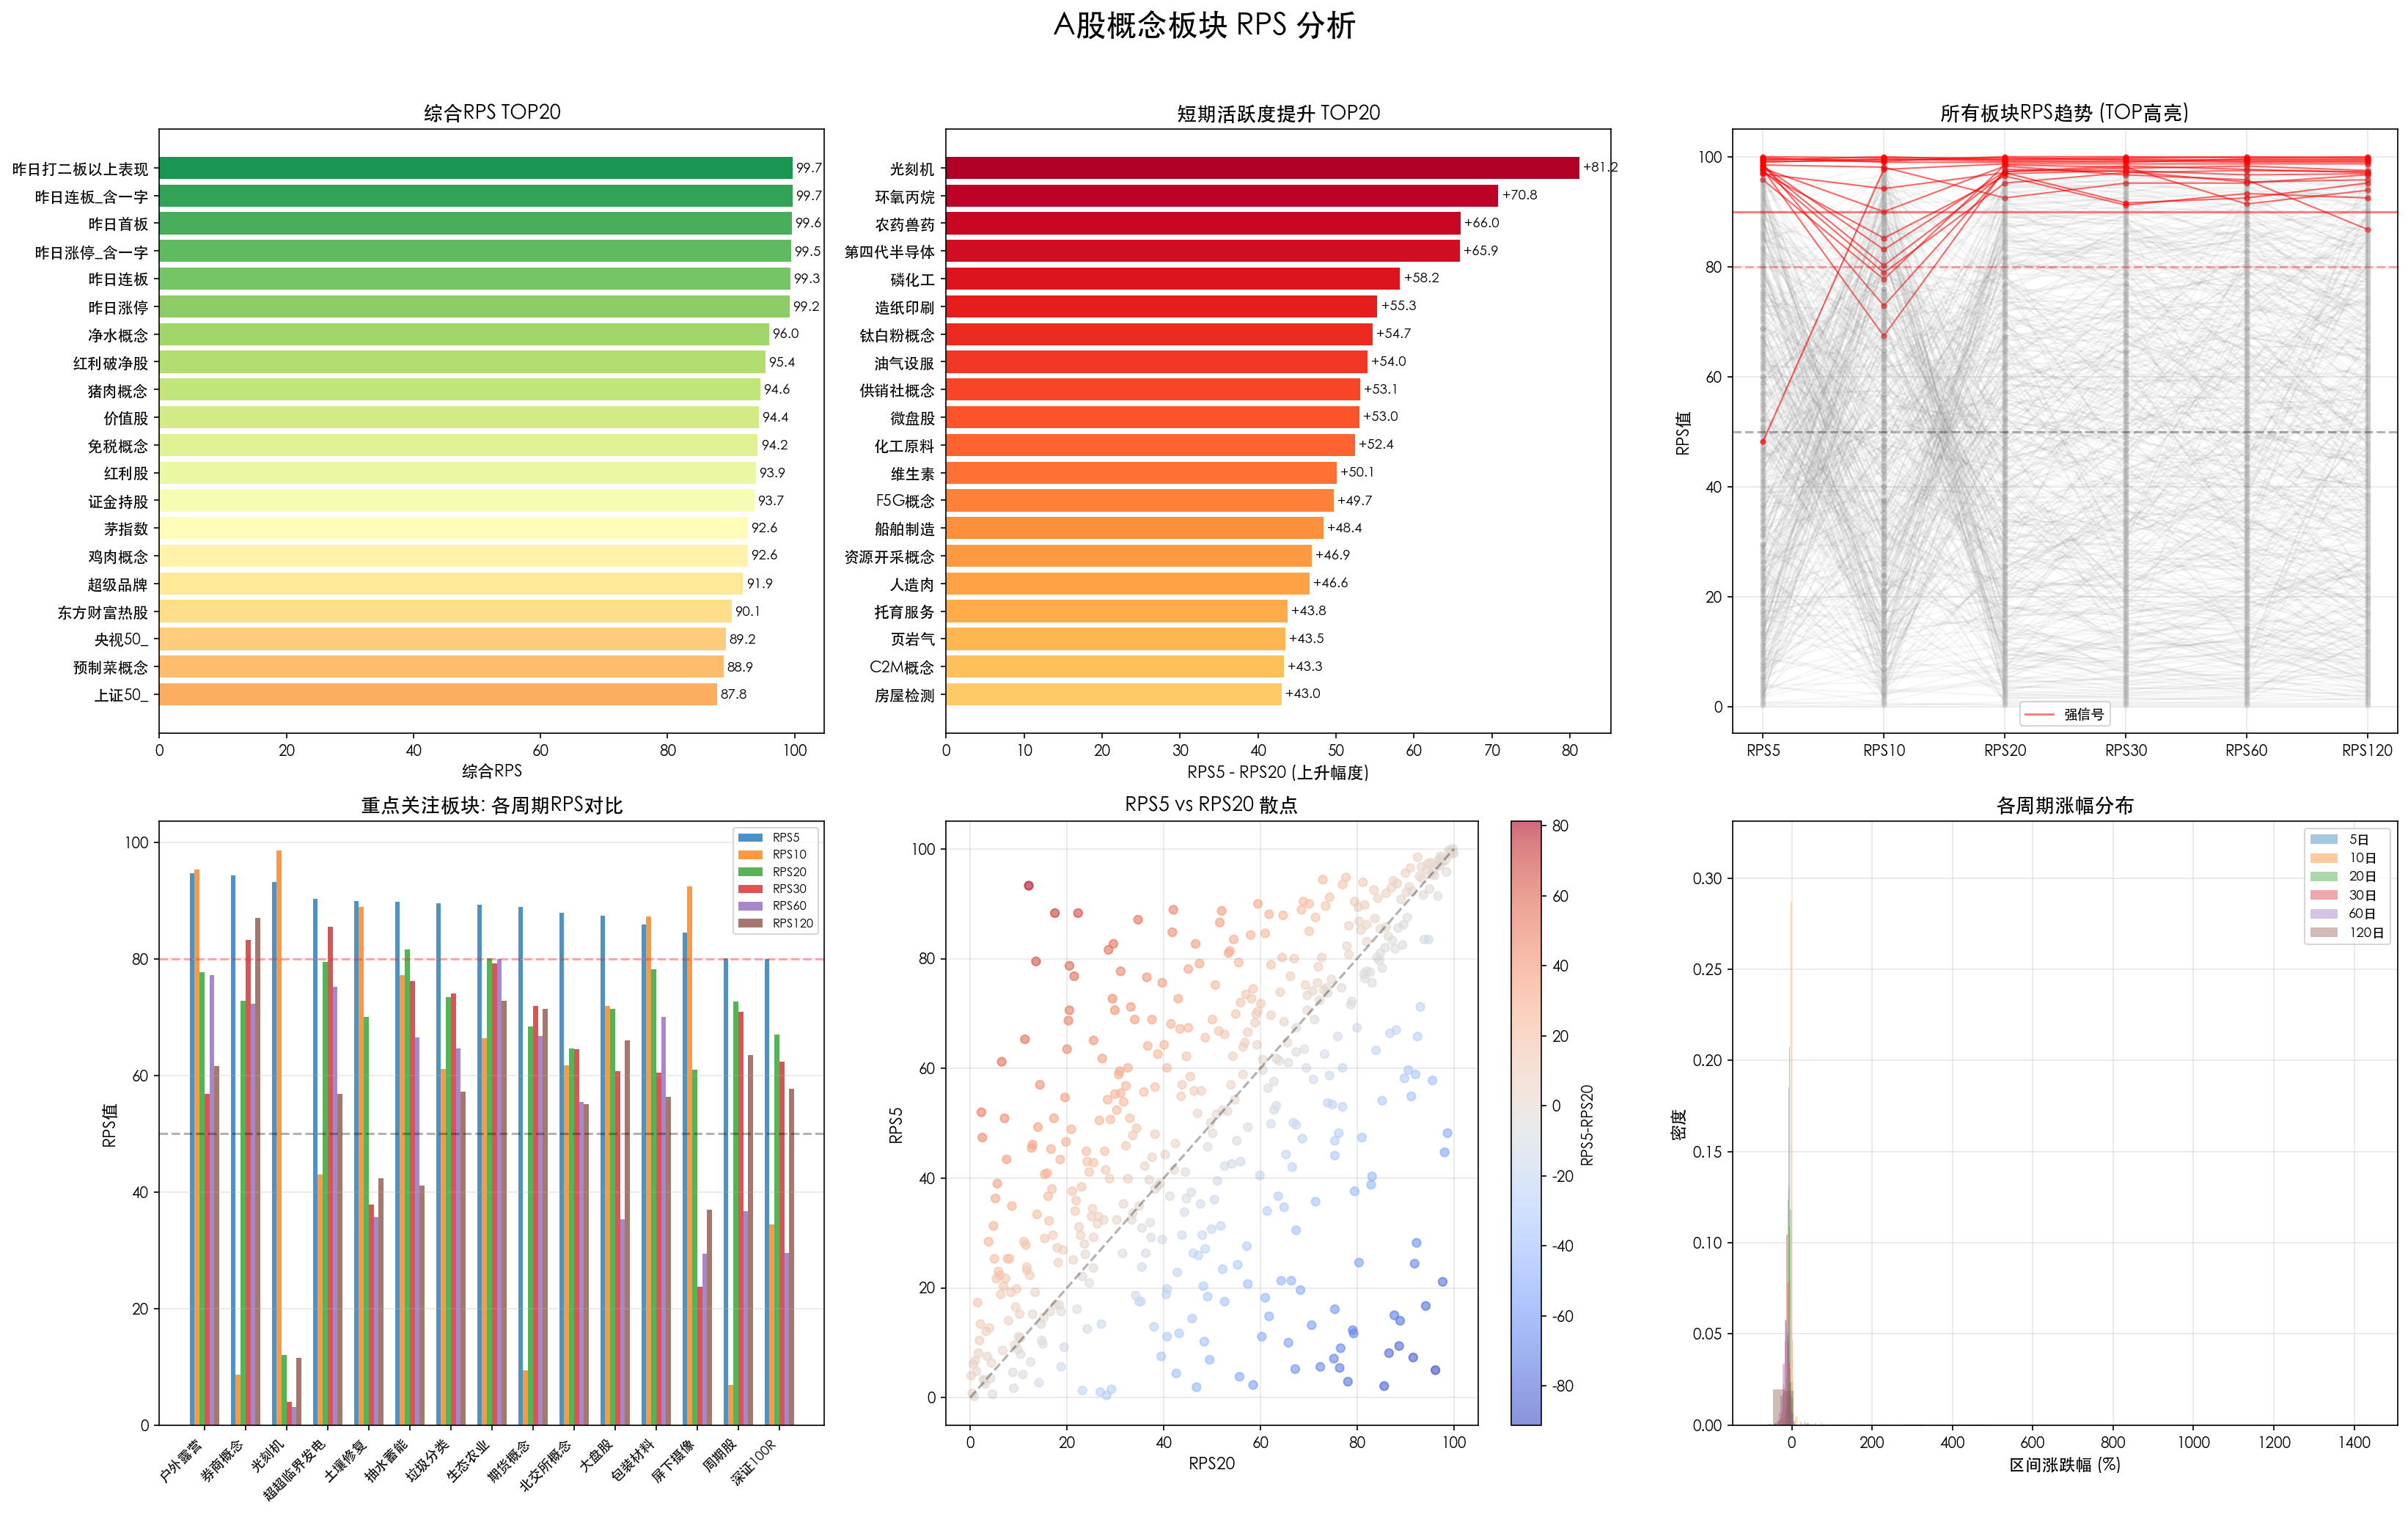 A股概念板块 RPS 分析
综合RPS TOP20
昨日打二板以上表现 99.7
昨日连板_含一字 99.7
昨日首板 99.6
昨日涨停_含一字 99.5
昨日连板 99.3
昨日涨停 99.2
净水概念 96.0
红利破净股 95.4
猪肉概念 94.6
价值股 94.4
免税概念 94.2
红利股 93.9
证金持股 93.7
茅指数 92.6
鸡肉概念 92.6
超级品牌 91.9
东方财富热股 90.1
央视50_ 89.2
预制菜概念 88.9
上证50_ 87.8
0 20 40 60 80 100
综合RPS
短期活跃度提升 TOP20
光刻机 +81.2
环氧丙烷 +70.8
农药兽药 +66.0
第四代半导体 +65.9
磷化工 +58.2
造纸印刷 +55.3
钛白粉概念 +54.7
油气设服 +54.0
供销社概念 +53.1
微盘股 +53.0
化工原料 +52.4
维生素 +50.1
F5G概念 +49.7
船舶制造 +48.4
资源开采概念 +46.9
人造肉 +46.6
托育服务 +43.8
页岩气 +43.5
C2M概念 +43.3
房屋检测 +43.0
0 10 20 30 40 50 60 70 80
RPS5 - RPS20 (上升幅度)
所有板块RPS趋势 (TOP高亮)
RPS值
100
80
60
40
20
0
强信号
RPS5 RPS10 RPS20 RPS30 RPS60 RPS120
重点关注板块: 各周期RPS对比
RPS值
100
80
60
40
20
0
RPS5
RPS10
RPS20
RPS30
RPS60
RPS120
户外露营
券商概念
光刻机
超超临界发电
土壤修复
抽水蓄能
垃圾分类
生态农业
期货概念
北交所概念
大盘股
包装材料
屏下摄像
周期股
深证100R
RPS5 vs RPS20 散点
RPS5
100
80
60
40
20
0
0 20 40 60 80 100
RPS20
80
60
40
20
0
-20
-40
-60
-80
RPS5-RPS20
各周期涨幅分布
密度
0.30
0.25
0.20
0.15
0.10
0.05
0.00
5日
10日
20日
30日
60日
120日
0 200 400 600 800 1000 1200 1400
区间涨跌幅 (%)